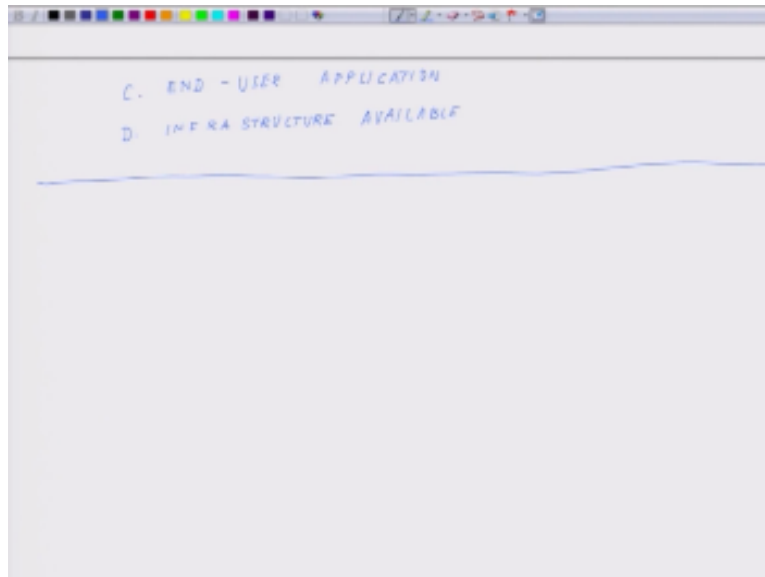 C. END - USER APPLICATION
D. INFRA STRUCTURE AVAILABLE